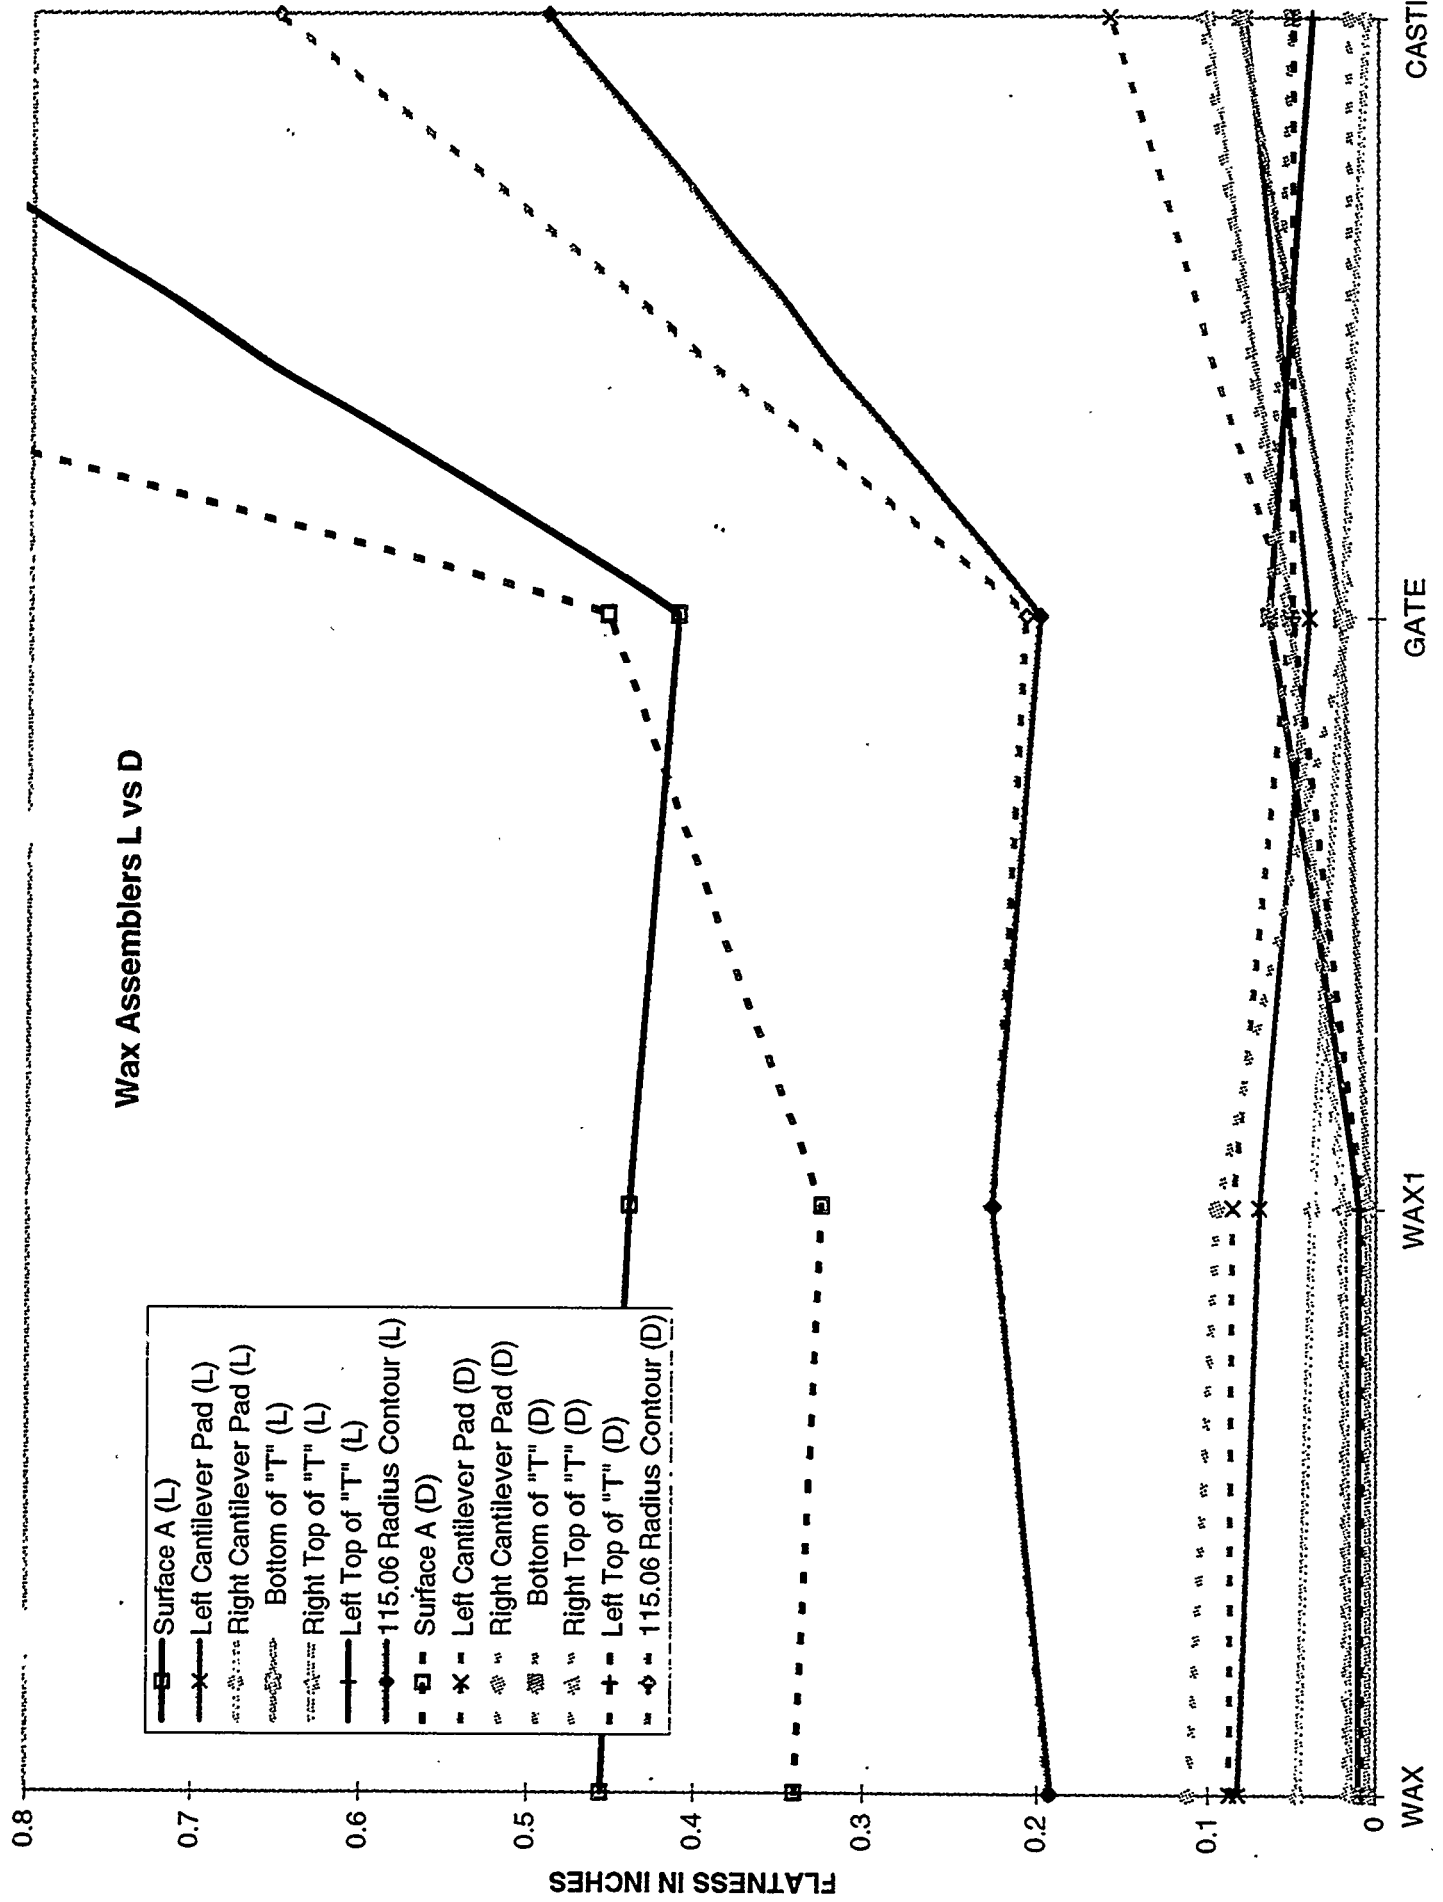 Wax Assemblers L vs D
FLATNESS IN INCHES
0.8
0.7
0.6
0.5
0.4
0.3
0.2
0.1
0
Surface A (L)
Left Cantilever Pad (L)
Right Cantilever Pad (L)
Bottom of "T" (L)
Right Top of "T" (L)
Left Top of "T" (L)
115.06 Radius Contour (L)
Surface A (D)
Left Cantilever Pad (D)
Right Cantilever Pad (D)
Bottom of "T" (D)
Right Top of "T" (D)
Left Top of "T" (D)
115.06 Radius Contour (D)
WAX
WAX1
GATE
CASTI